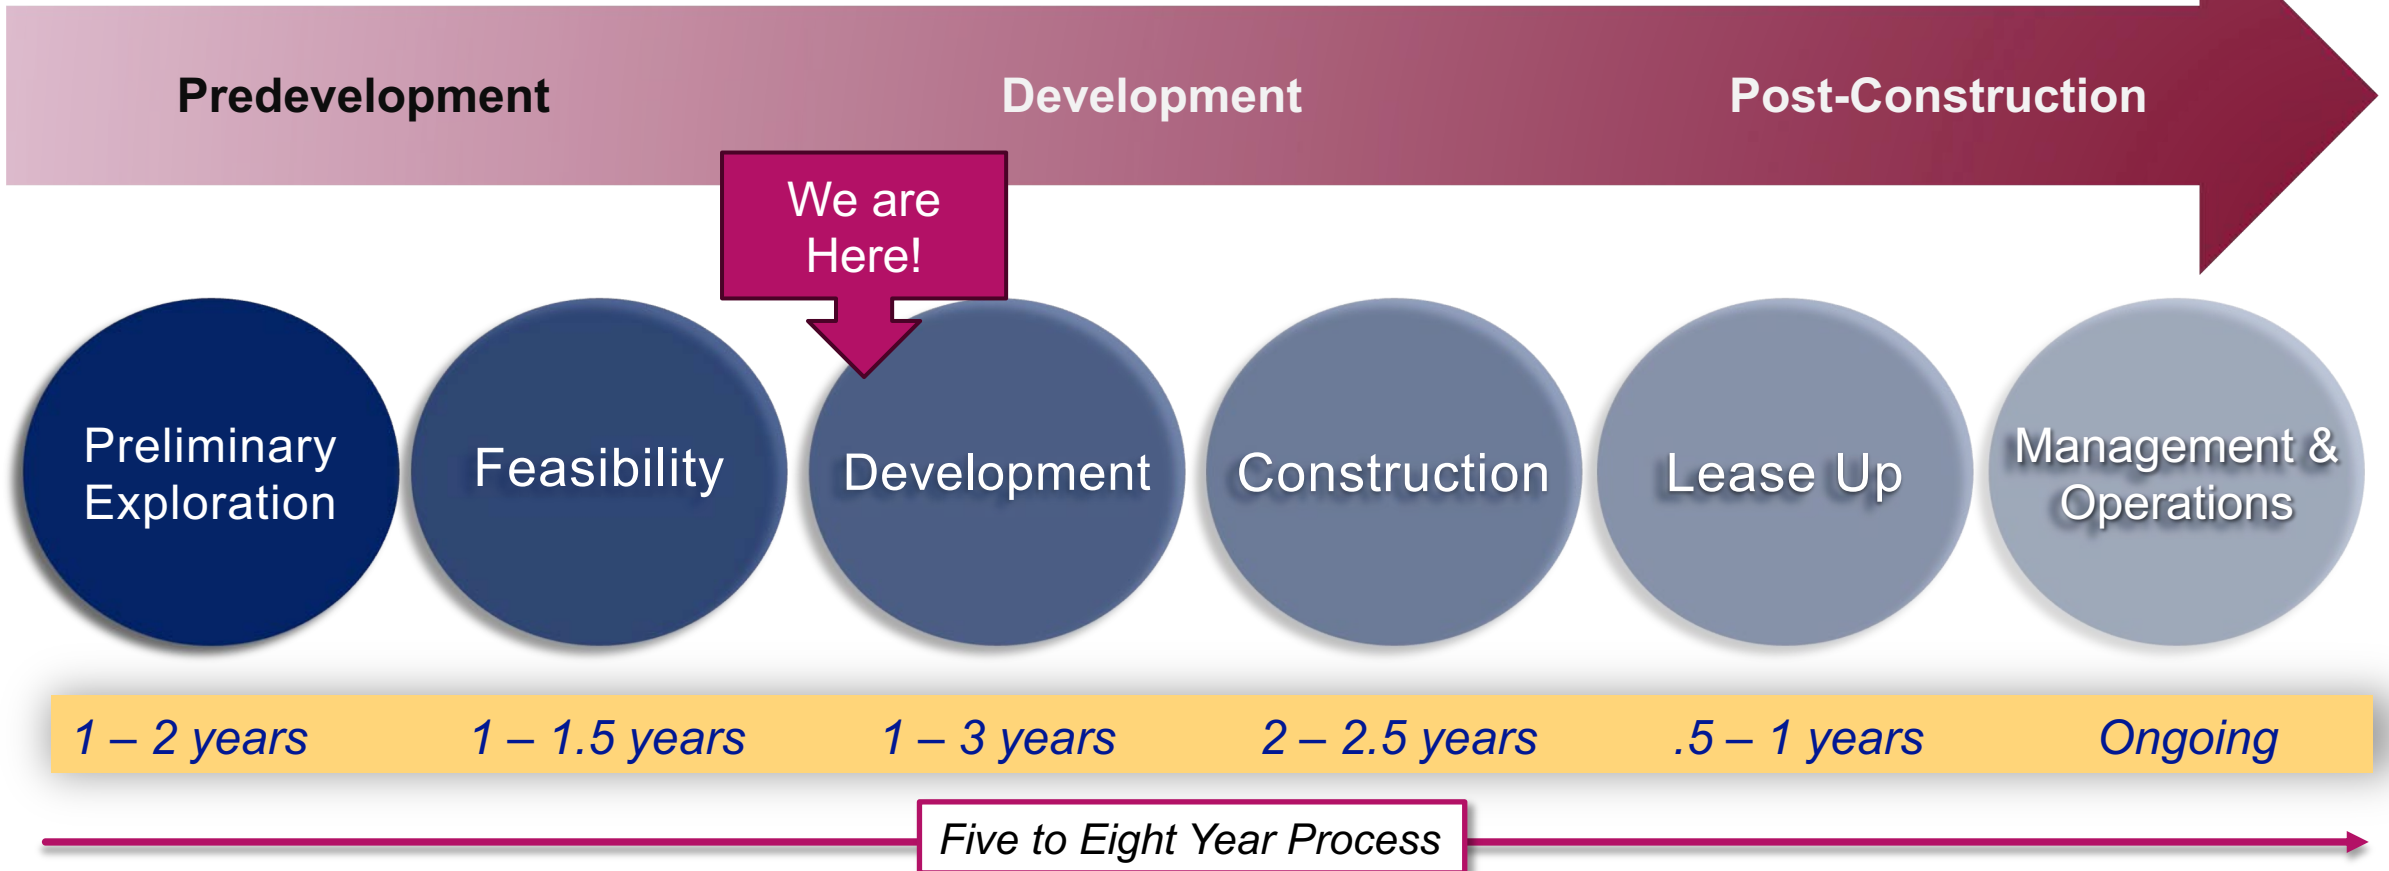 Predevelopment
Development
Post-Construction
We are
Here!
Preliminary
Exploration
Feasibility
Development
Construction
Lease Up
Management &
Operations
1 – 2 years
1 – 1.5 years
1 – 3 years
2 – 2.5 years
.5 – 1 years
Ongoing
Five to Eight Year Process